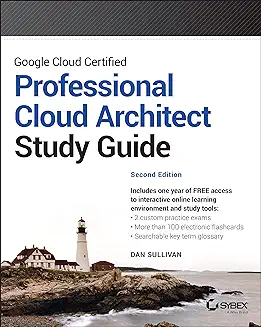 Google Cloud Certified
Professional
Cloud Architect
Study Guide
Second Edition
Includes one year of FREE access
to interactive online learning
environment and study tools:
• 2 custom practice exams
• More than 100 electronic flashcards
• Searchable key term glossary
DAN SULLIVAN
SYBEX
A Wiley Brand